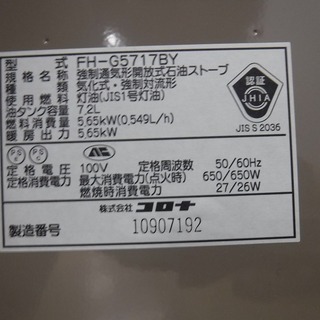 型 式 FH-G5717BY
規格名称 強制通気形開放式石油ストーブ
種 類 気化式・強制対流形
使用燃料 灯油(JIS1号灯油)
油タンク容量 7.2L
燃料消費量 5.65kW(0.549L/h)
暖房出力 5.65kW
認証
JHIA
JIS S 2036
PSC PSE AC
定格電圧 100V 定格周波数 50/60Hz
定格消費電力 最大消費電力(点火時) 650/650W
燃焼時消費電力 27/26W
株式会社 コロナ
製造番号 10907192